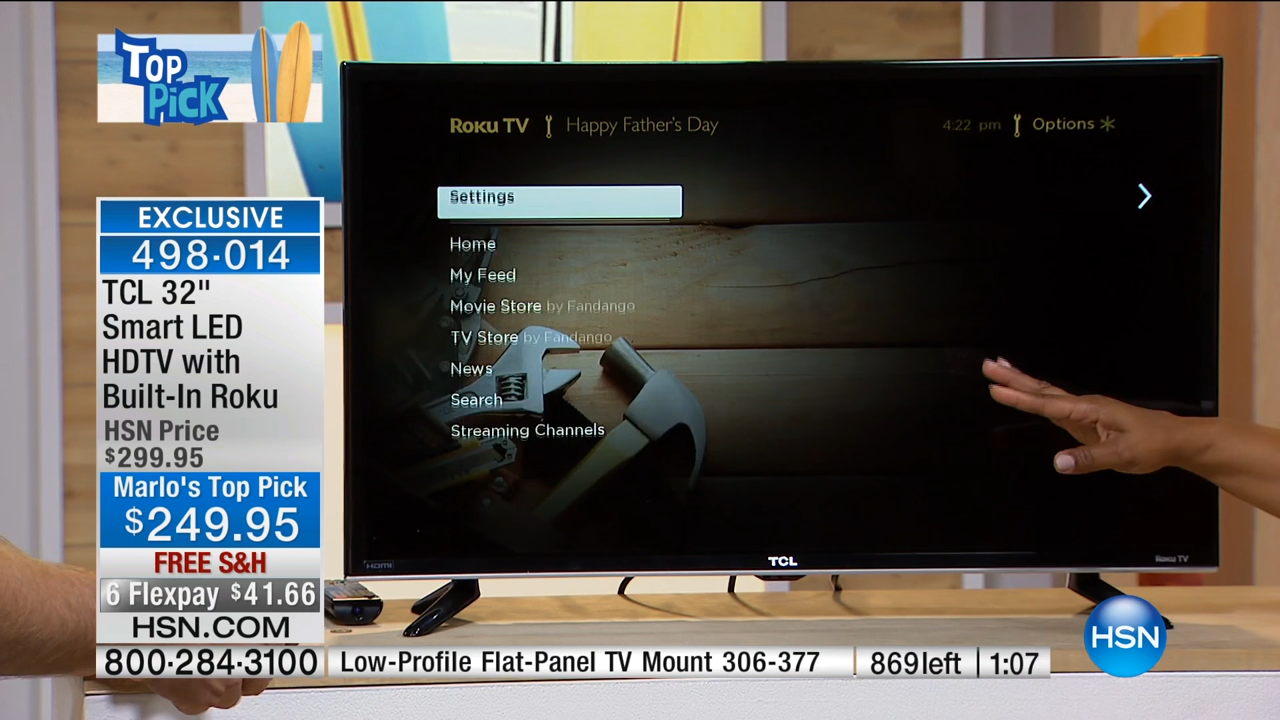 TOP
PiCK
EXCLUSIVE
498·014
TCL 32"
Smart LED
HDTV with
Built-In Roku
HSN Price
$299.95
Marlo's Top Pick
$249.95
FREE S&H
6 Flexpay $41.66
HSN.COM
800·284·3100
Low-Profile Flat-Panel TV Mount 306-377
869left
1:07
HSN
ROKU TV
Happy Father's Day
4:22 pm
Options
Settings
Home
My Feed
Movie Store by Fandango
TV Store by Fandango
News
Search
Streaming Channels
HDMI
TCL
Roku TV